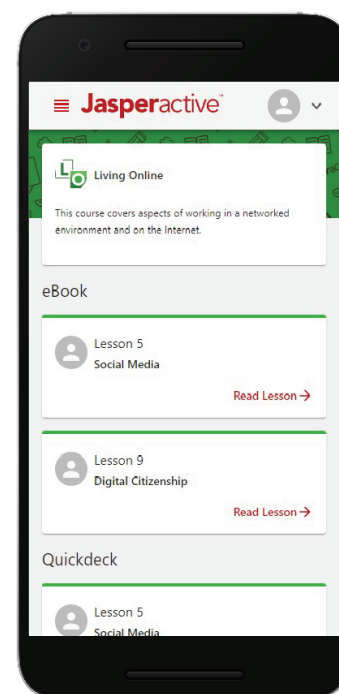 Jasperactive™
Living Online
This course covers aspects of working in a networked
environment and on the Internet.
eBook
Lesson 5
Social Media
Read Lesson →
Lesson 9
Digital Citizenship
Read Lesson →
Quickdeck
Lesson 5
Social Media